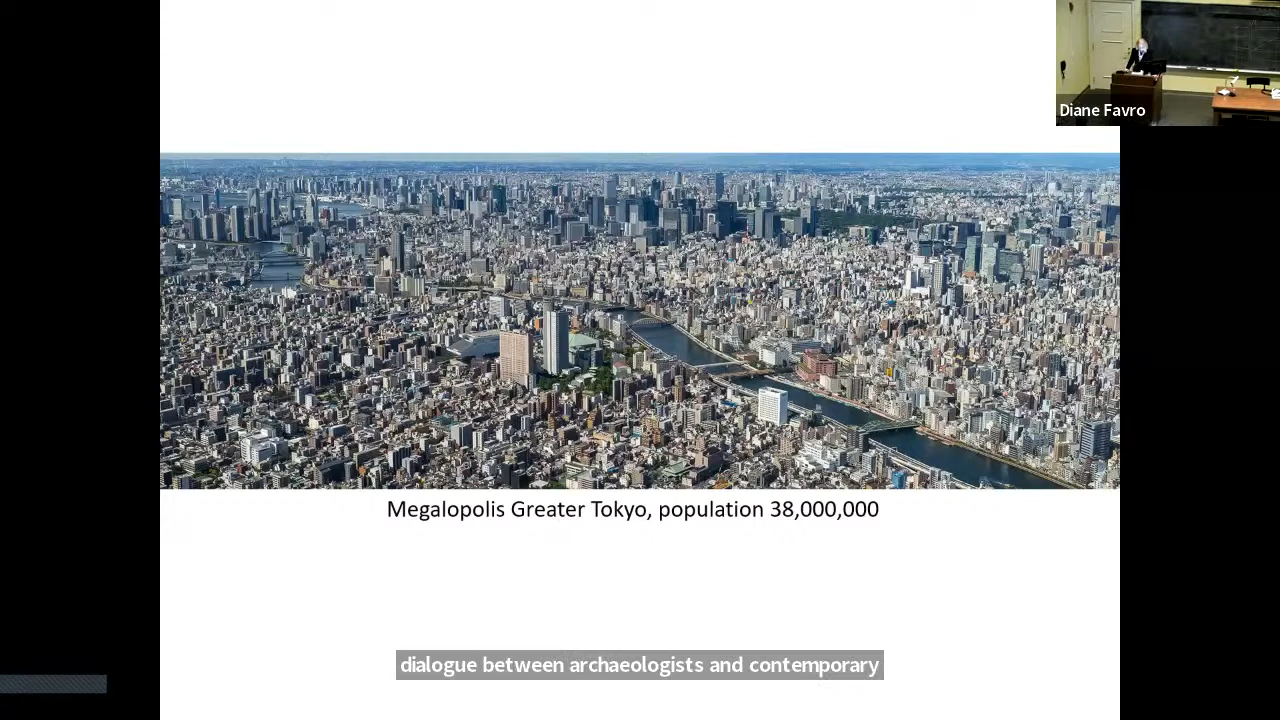 Diane Favro
Megalopolis Greater Tokyo, population 38,000,000
dialogue between archaeologists and contemporary